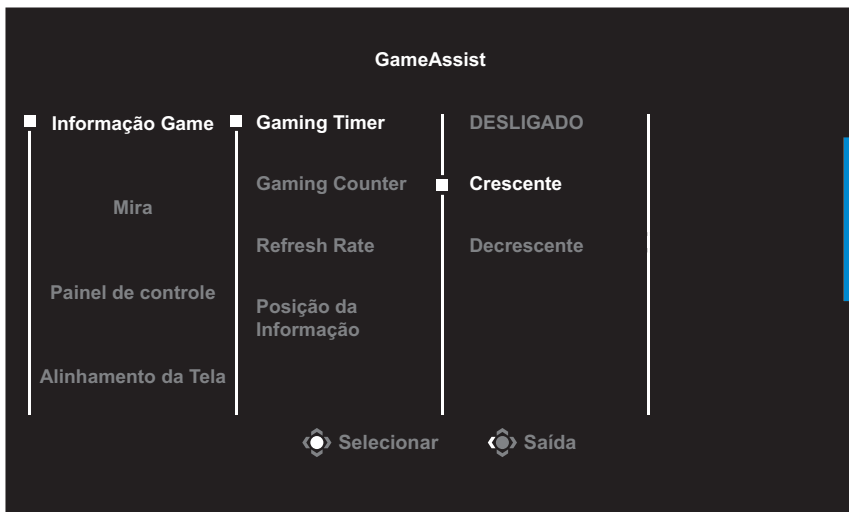 GameAssist
Informação Game
Mira
Painel de controle
Alinhamento da Tela
Gaming Timer
Gaming Counter
Refresh Rate
Posição da
Informação
DESLIGADO
Crescente
Decrescente
Selecionar
Saída